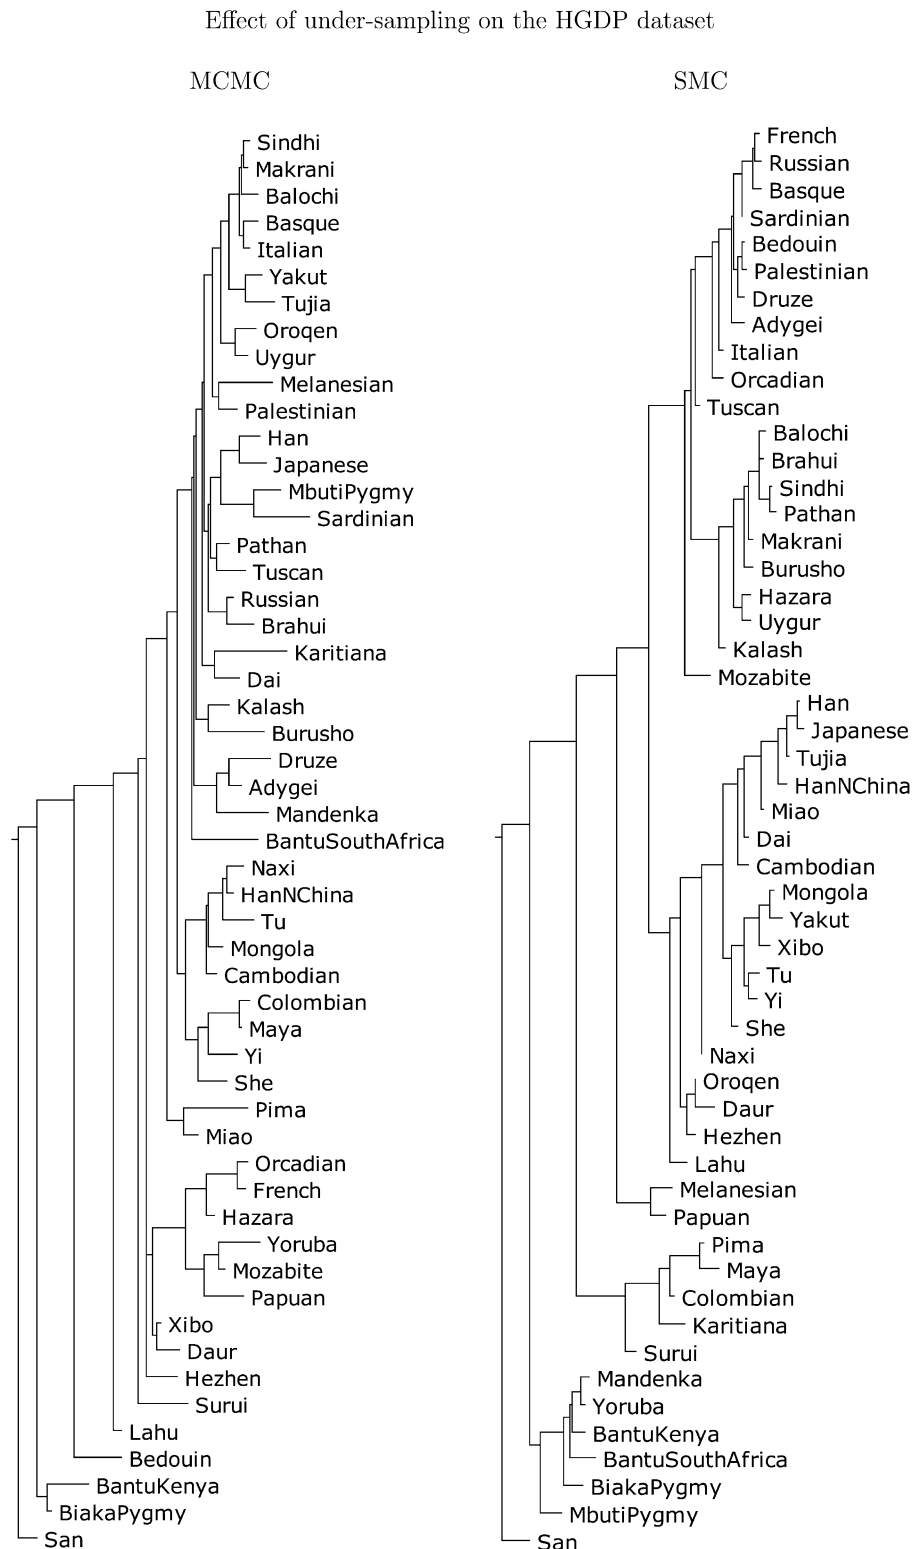 Effect of under-sampling on the HGDP dataset
MCMC
Sindhi
Makrani
Balochi
Basque
Italian
Yakut
Tujia
Oroqen
Uygur
Melanesian
Palestinian
Han
Japanese
MbutiPygmy
Sardinian
Pathan
Tuscan
Russian
Brahui
Karitiana
Dai
Kalash
Burusho
Druze
Adygei
Mandenka
BantuSouthAfrica
Naxi
HanNChina
Tu
Mongola
Cambodian
Colombian
Maya
Yi
She
Pima
Miao
Orcadian
French
Hazara
Yoruba
Mozabite
Papuan
Xibo
Daur
Hezhen
Surui
Lahu
Bedouin
BantuKenya
BiakaPygmy
San
SMC
French
Russian
Basque
Sardinian
Bedouin
Palestinian
Druze
Adygei
Italian
Orcadian
Tuscan
Balochi
Brahui
Sindhi
Pathan
Makrani
Burusho
Hazara
Uygur
Kalash
Mozabite
Han
Japanese
Tujia
HanNChina
Miao
Dai
Cambodian
Mongola
Yakut
Xibo
Tu
Yi
She
Naxi
Oroqen
Daur
Hezhen
Lahu
Melanesian
Papuan
Pima
Maya
Colombian
Karitiana
Surui
Mandenka
Yoruba
BantuKenya
BantuSouthAfrica
BiakaPygmy
MbutiPygmy
San